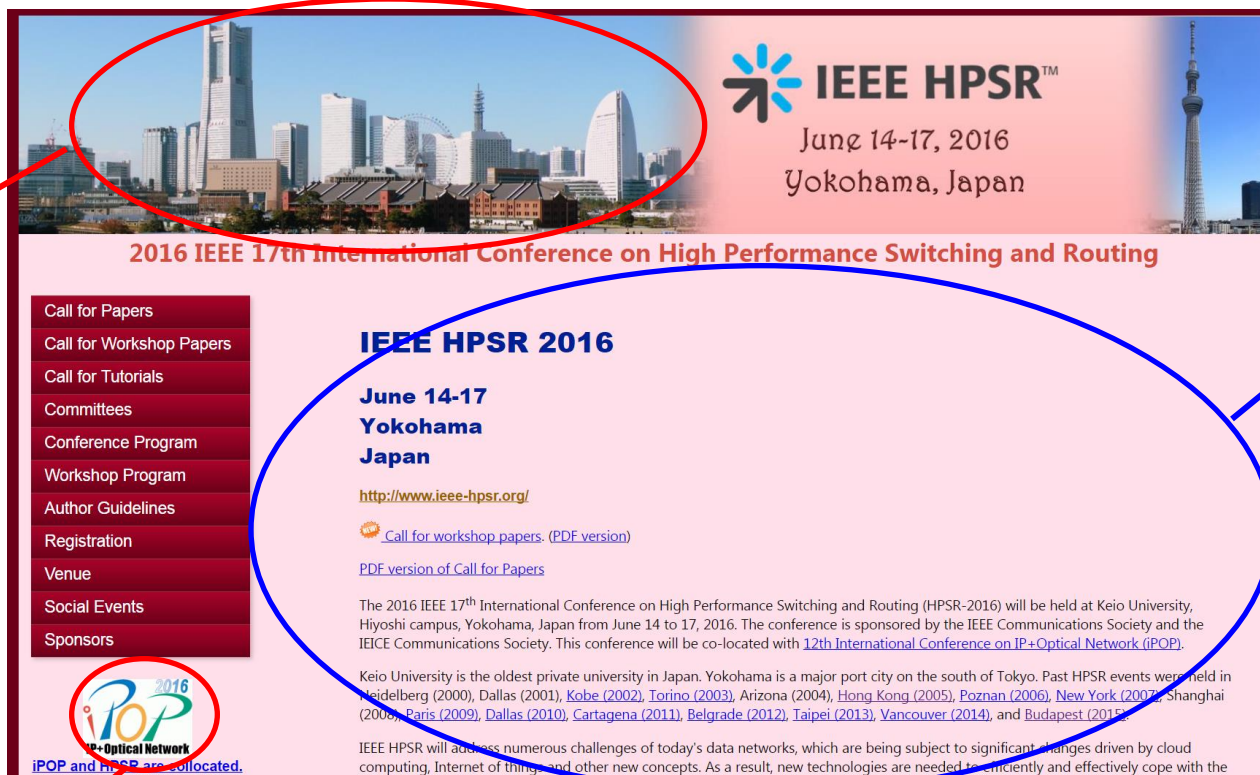 IEEE HPSR™
June 14-17, 2016
Yokohama, Japan
2016 IEEE 17th International Conference on High Performance Switching and Routing
Call for Papers
Call for Workshop Papers
Call for Tutorials
Committees
Conference Program
Workshop Program
Author Guidelines
Registration
Venue
Social Events
Sponsors
2016
iPOP
IP+Optical Network
iPOP and HPSR are collocated.
IEEE HPSR 2016
June 14-17
Yokohama
Japan
http://www.ieee-hpsr.org/
NEW! Call for workshop papers. (PDF version)
PDF version of Call for Papers
The 2016 IEEE 17th International Conference on High Performance Switching and Routing (HPSR-2016) will be held at Keio University,
Hiyoshi campus, Yokohama, Japan from June 14 to 17, 2016. The conference is sponsored by the IEEE Communications Society and the
IEICE Communications Society. This conference will be co-located with 12th International Conference on IP+Optical Network (iPOP).
Keio University is the oldest private university in Japan. Yokohama is a major port city on the south of Tokyo. Past HPSR events were held in
Heidelberg (2000), Dallas (2001), Kobe (2002), Torino (2003), Arizona (2004), Hong Kong (2005), Poznan (2006), New York (2007), Shanghai
(2008), Paris (2009), Dallas (2010), Cartagena (2011), Belgrade (2012), Taipei (2013), Vancouver (2014), and Budapest (2015).
IEEE HPSR will address numerous challenges of today's data networks, which are being subject to significant changes driven by cloud
computing, Internet of things and other new concepts. As a result, new technologies are needed to efficiently and effectively cope with the